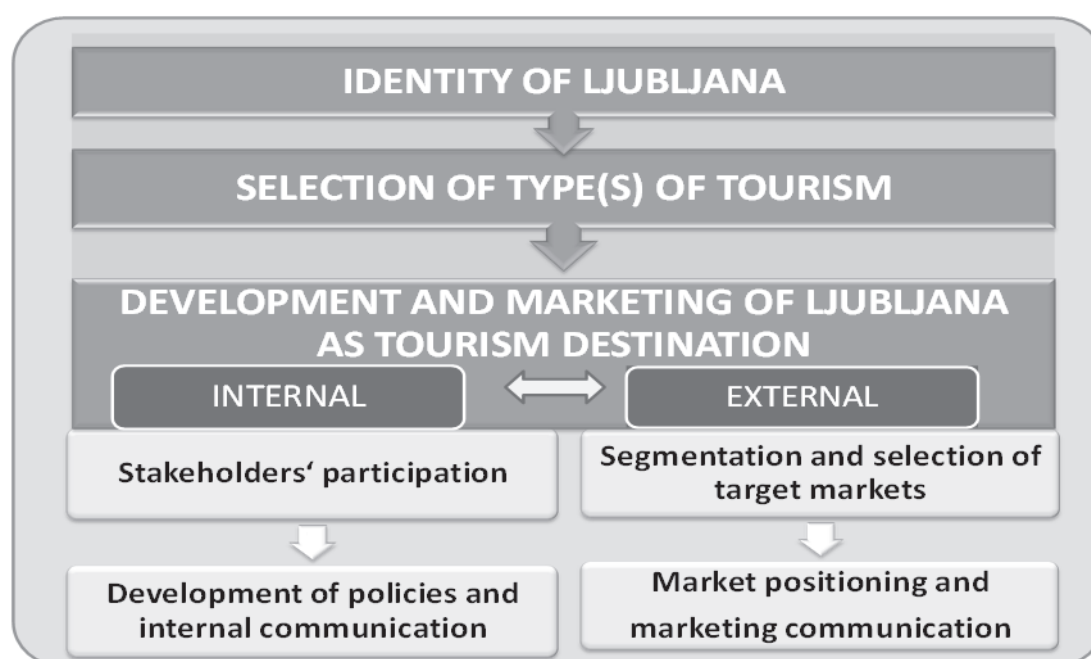 IDENTITY OF LJUBLJANA
SELECTION OF TYPE(S) OF TOURISM
DEVELOPMENT AND MARKETING OF LJUBLJANA
AS TOURISM DESTINATION
INTERNAL
EXTERNAL
Stakeholders‘ participation
Segmentation and selection of
target markets
Development of policies and
internal communication
Market positioning and
marketing communication